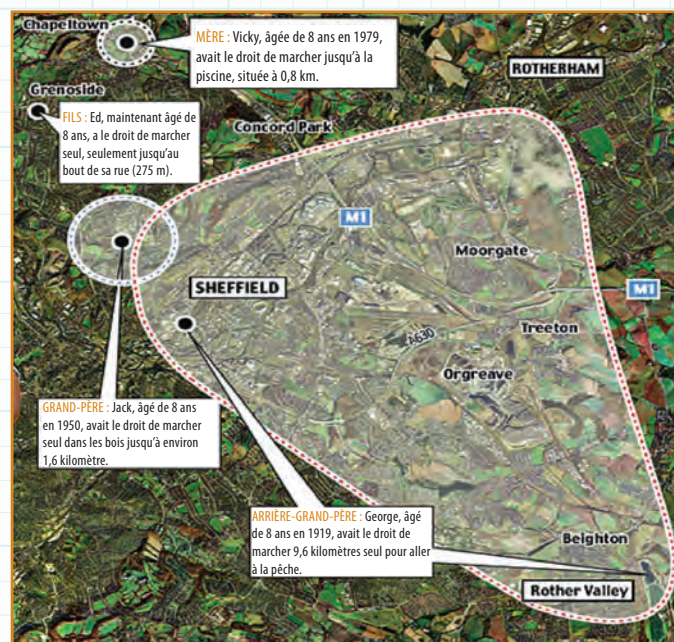 Chapeltown
MÈRE : Vicky, âgée de 8 ans en 1979,
avait le droit de marcher jusqu'à la
piscine, située à 0,8 km.
ROTHERHAM
Grenoside
FILS : Ed, maintenant âgé de
8 ans, a le droit de marcher
seul, seulement jusqu'au
bout de sa rue (275 m).
Concord Park
M1
Moorgate
SHEFFIELD
M1
Treeton
A630
Orgreave
GRAND-PÈRE : Jack, âgé de 8 ans
en 1950, avait le droit de marcher
seul dans les bois jusqu'à environ
1,6 kilomètre.
ARRIÈRE-GRAND-PÈRE : George, âgé
de 8 ans en 1919, avait le droit de
marcher 9,6 kilomètres seul pour aller
à la pêche.
Beighton
Rother Valley